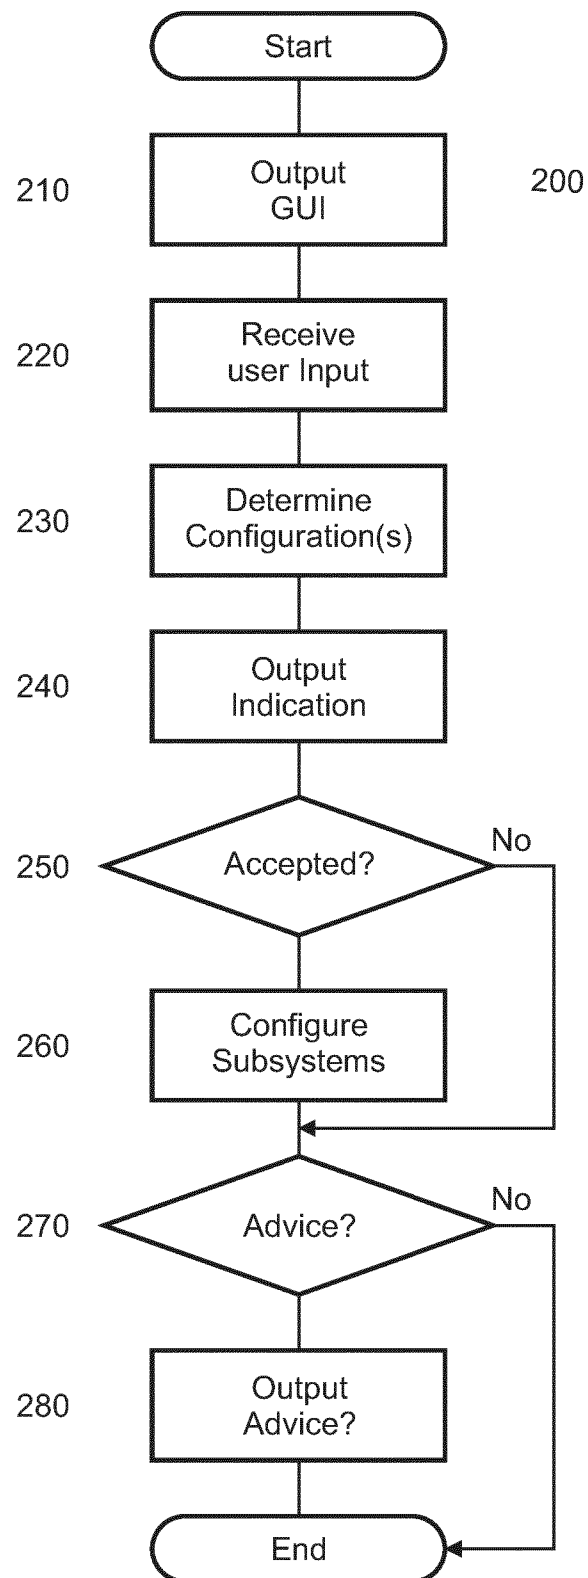 Start
210
Output
GUI
200
220
Receive
user Input
230
Determine
Configuration(s)
240
Output
Indication
250
Accepted?
No
260
Configure
Subsystems
270
Advice?
No
280
Output
Advice?
End